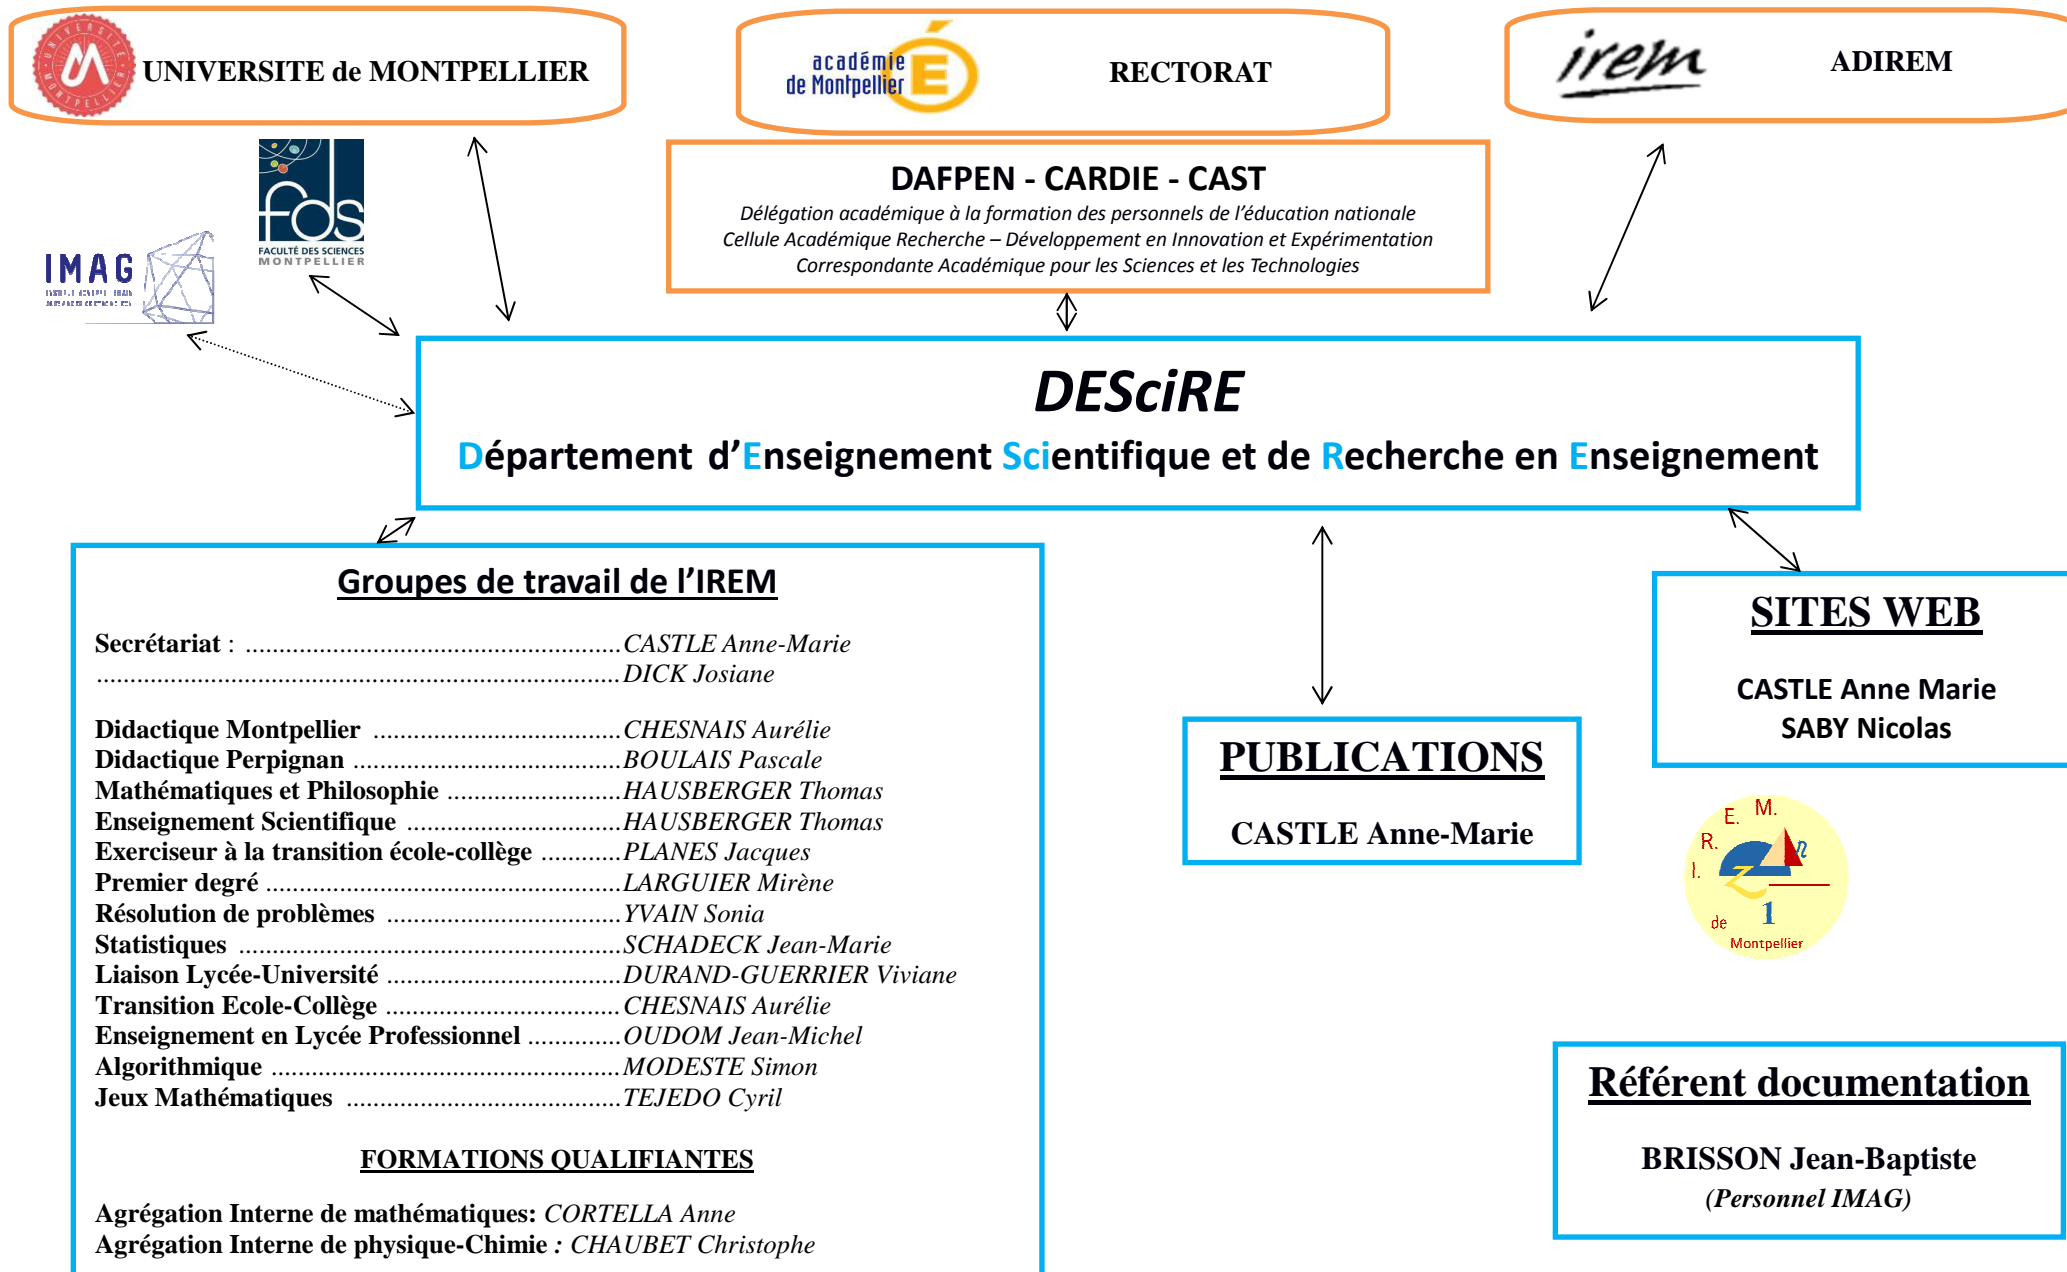 UNIVERSITE de MONTPELLIER
UNIVERSITÉ
MONTPELLIER
académie
de Montpellier
É
RECTORAT
irem
ADIREM
fds
FACULTÉ DES SCIENCES
MONTPELLIER
IMAG
DAFPEN - CARDIE - CAST
Délégation académique à la formation des personnels de l’éducation nationale
Cellule Académique Recherche – Développement en Innovation et Expérimentation
Correspondante Académique pour les Sciences et les Technologies
DESciRE
Département d’Enseignement Scientifique et de Recherche en Enseignement
Groupes de travail de l’IREM
Secrétariat : ........................................................CASTLE Anne-Marie
..............................................................................DICK Josiane
Didactique Montpellier .....................................CHESNAIS Aurélie
Didactique Perpignan ........................................BOULAIS Pascale
Mathématiques et Philosophie ..........................HAUSBERGER Thomas
Enseignement Scientifique ................................HAUSBERGER Thomas
Exerciseur à la transition école-collège ............PLANES Jacques
Premier degré .....................................................LARGUIER Mirène
Résolution de problèmes ...................................YVAIN Sonia
Statistiques .........................................................SCHADECK Jean-Marie
Liaison Lycée-Université ...................................DURAND-GUERRIER Viviane
Transition Ecole-Collège ...................................CHESNAIS Aurélie
Enseignement en Lycée Professionnel ..............OUDOM Jean-Michel
Algorithmique ....................................................MODESTE Simon
Jeux Mathématiques .........................................TEJEDO Cyril
FORMATIONS QUALIFIANTES
Agrégation Interne de mathématiques: CORTELLA Anne
Agrégation Interne de physique-Chimie : CHAUBET Christophe
PUBLICATIONS
CASTLE Anne-Marie
SITES WEB
CASTLE Anne Marie
SABY Nicolas
I. R. E. M.
1
de
Montpellier
Référent documentation
BRISSON Jean-Baptiste
(Personnel IMAG)